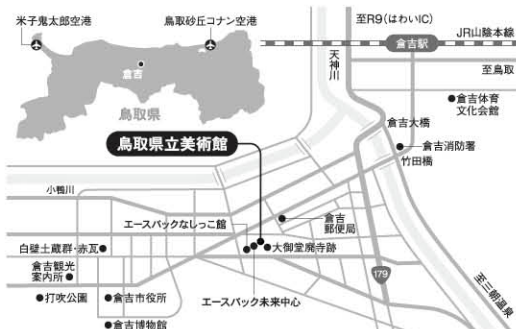 米子鬼太郎空港
鳥取砂丘コナン空港
倉吉
鳥取県
至R9(はわいIC)
JR山陰本線
倉吉駅
天神川
至鳥取
倉吉体育
文化会館
倉吉大橋
倉吉消防署
竹田橋
鳥取県立美術館
小鴨川
エースパックなしっこ館
倉吉
郵便局
白壁土蔵群・赤瓦
大御堂廃寺跡
倉吉観光
案内所
179
打吹公園
倉吉市役所
エースパック未来中心
至三朝温泉
倉吉博物館